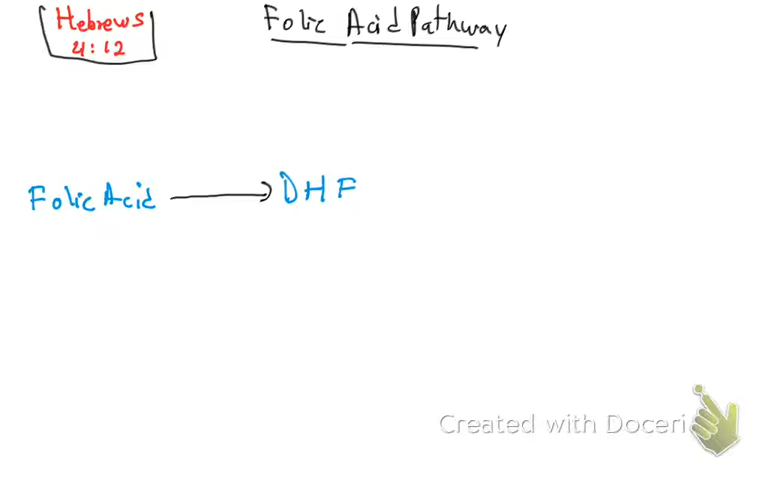 Hebrews
4:12
Folic Acid Pathway
Folic Acid
DHF
Created with Doceri